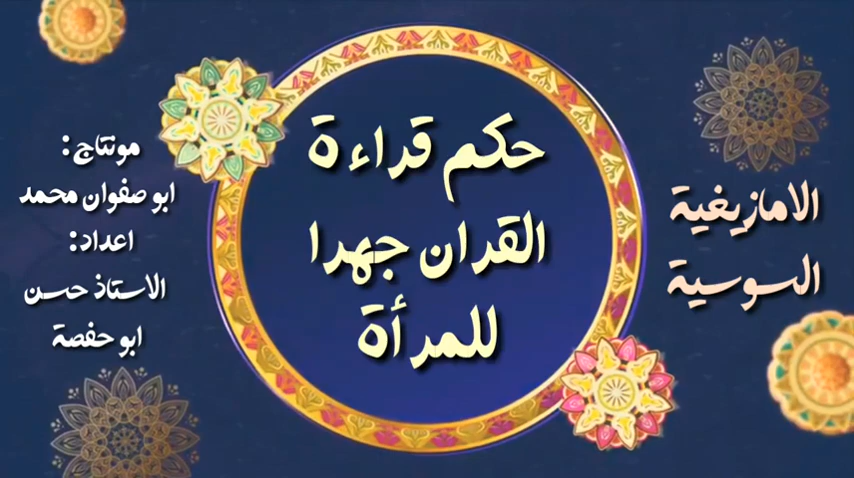 حكم قراءة
القران جهرا
للمرأة
الامازيغية
السوسية
مونتاج:
ابو صفوان محمد
اعداد:
الاستاذ حسن
ابو حفصة